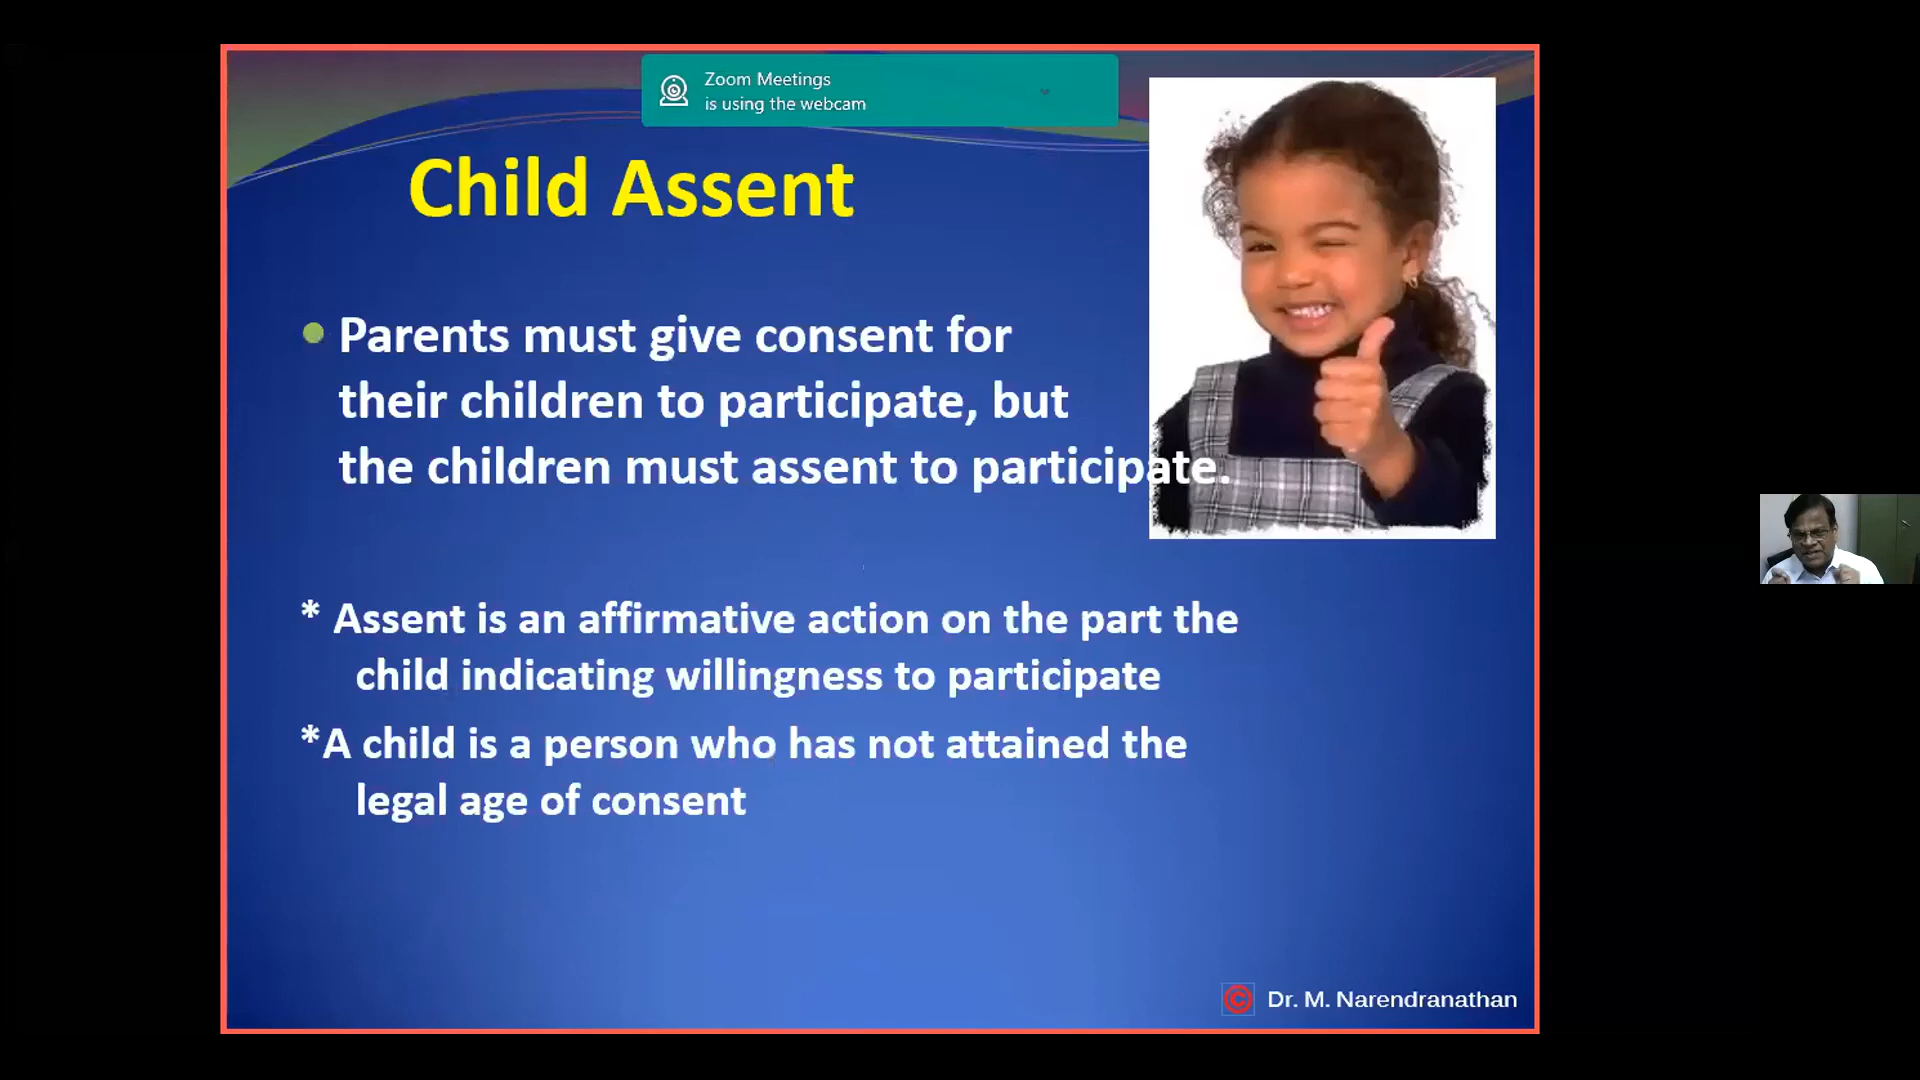 Zoom Meetings
is using the webcam
Child Assent
Parents must give consent for
their children to participate, but
the children must assent to participate.
* Assent is an affirmative action on the part the
child indicating willingness to participate
*A child is a person who has not attained the
legal age of consent
© Dr. M. Narendranathan